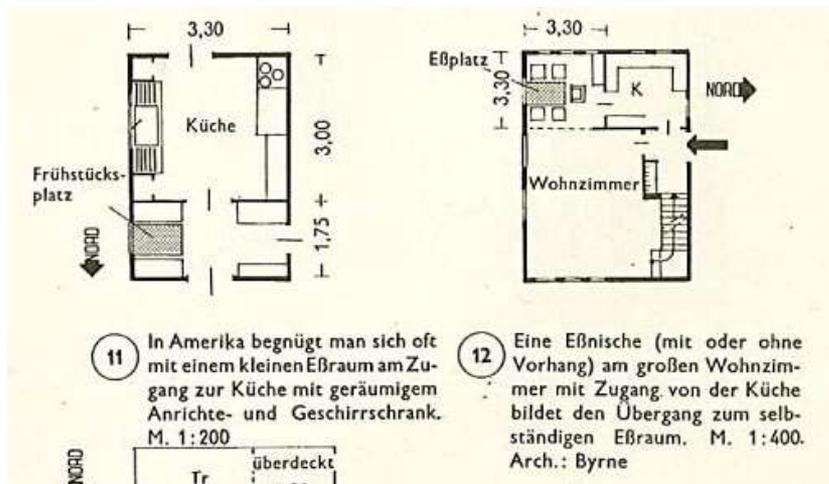 3,30
Küche
3,00
Frühstücks-
platz
1,75
NORD
3,30
Eßplatz
3,30
K
NORD
Wohnzimmer
11
In Amerika begnügt man sich oft
mit einem kleinen Eßraum am Zu-
gang zur Küche mit geräumigem
Anrichte- und Geschirrschrank.
M. 1:200
12
Eine Eßnische (mit oder ohne
Vorhang) am großen Wohnzim-
mer mit Zugang von der Küche
bildet den Übergang zum selb-
ständigen Eßraum. M. 1:400.
Arch.: Byrne
NORD
Tr
überdeckt